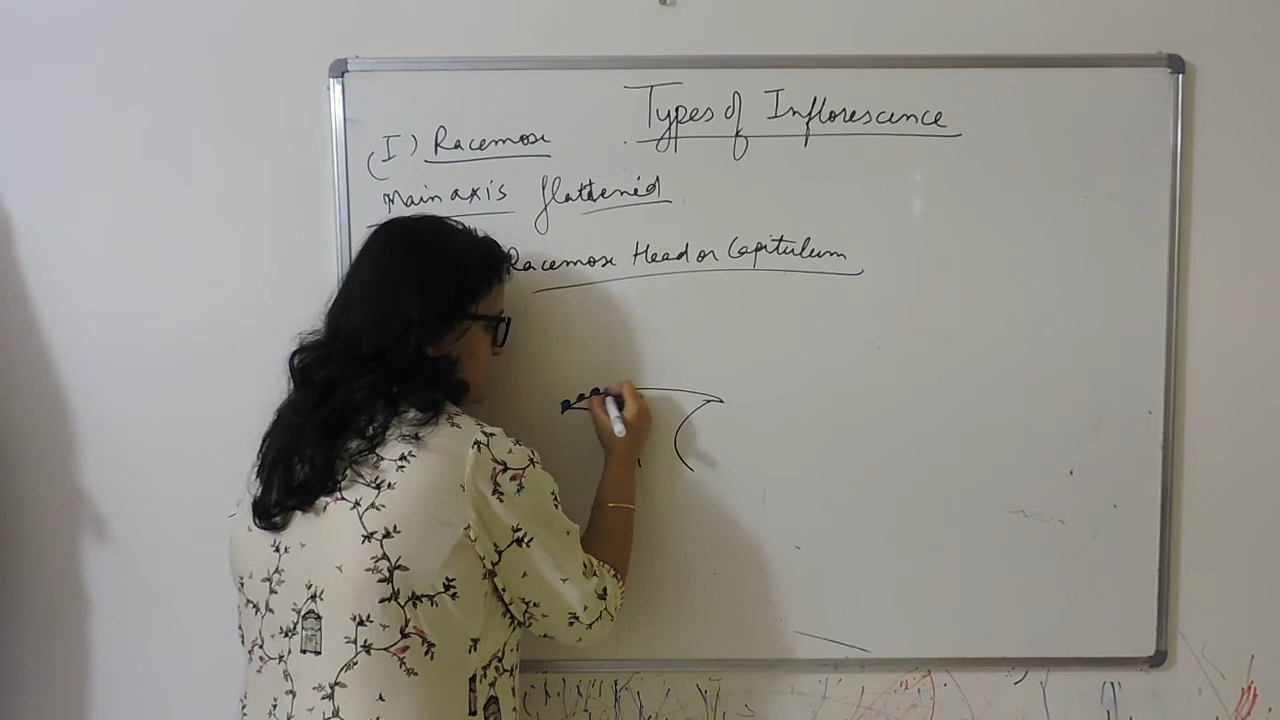 Types of Inflorescence
(I) Racemose
Main axis flattened
Racemose Head or Capitulum